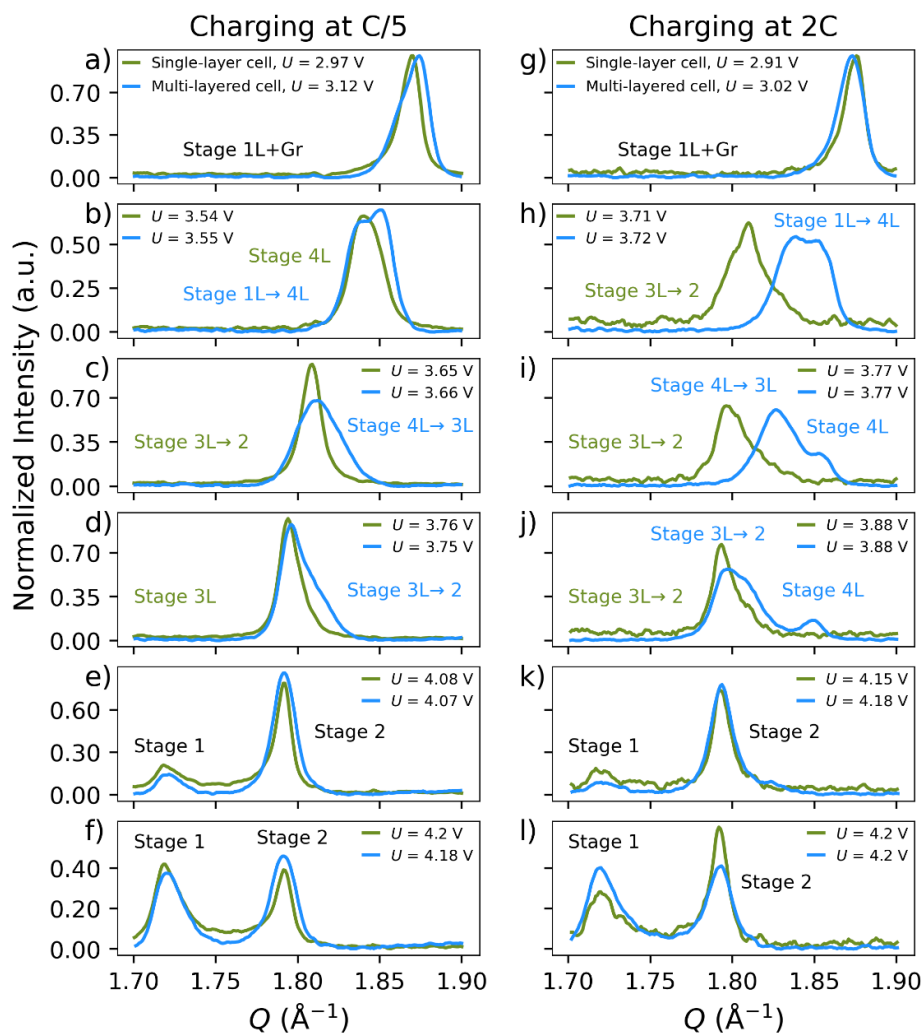 Charging at C/5
Charging at 2C
Normalized Intensity (a.u.)
a)
Single-layer cell, U = 2.97 V
Multi-layered cell, U = 3.12 V
Stage 1L+Gr
0.70
0.35
0.00
g)
Single-layer cell, U = 2.91 V
Multi-layered cell, U = 3.02 V
Stage 1L+Gr
b)
U = 3.54 V
U = 3.55 V
Stage 4L
Stage 1L→ 4L
0.50
0.25
0.00
h)
U = 3.71 V
U = 3.72 V
Stage 1L→ 4L
Stage 3L→ 2
c)
U = 3.65 V
U = 3.66 V
Stage 3L→ 2
Stage 4L→ 3L
0.70
0.35
0.00
i)
U = 3.77 V
U = 3.77 V
Stage 4L→ 3L
Stage 4L
Stage 3L→ 2
d)
U = 3.76 V
U = 3.75 V
Stage 3L
Stage 3L→ 2
0.70
0.35
0.00
j)
U = 3.88 V
U = 3.88 V
Stage 3L→ 2
Stage 4L
Stage 3L→ 2
e)
U = 4.08 V
U = 4.07 V
Stage 1
Stage 2
0.60
0.30
0.00
k)
U = 4.15 V
U = 4.18 V
Stage 1
Stage 2
f)
U = 4.2 V
U = 4.18 V
Stage 1
Stage 2
0.40
0.20
0.00
l)
U = 4.2 V
U = 4.2 V
Stage 1
Stage 2
1.70 1.75 1.80 1.85 1.90
1.70 1.75 1.80 1.85 1.90
Q (Å⁻¹)
Q (Å⁻¹)